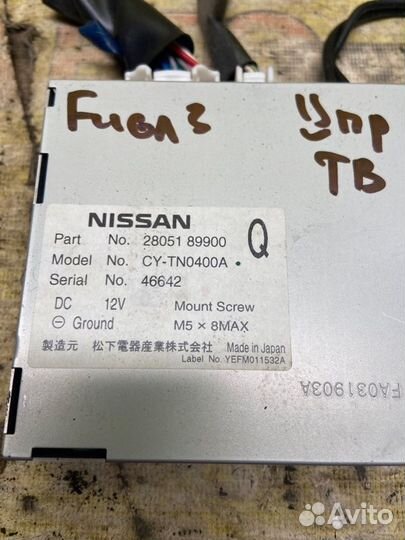 Fuga 3
Упр
ТВ
NISSAN
Q
Part No. 28051 89900
Model No. CY-TN0400A
Serial No. 46642
DC 12V Mount Screw
⊖ Ground M5 × 8MAX
製造元 松下電器産業株式会社 Made in Japan
Label No. YEFM011532A
FA031903A
Avito